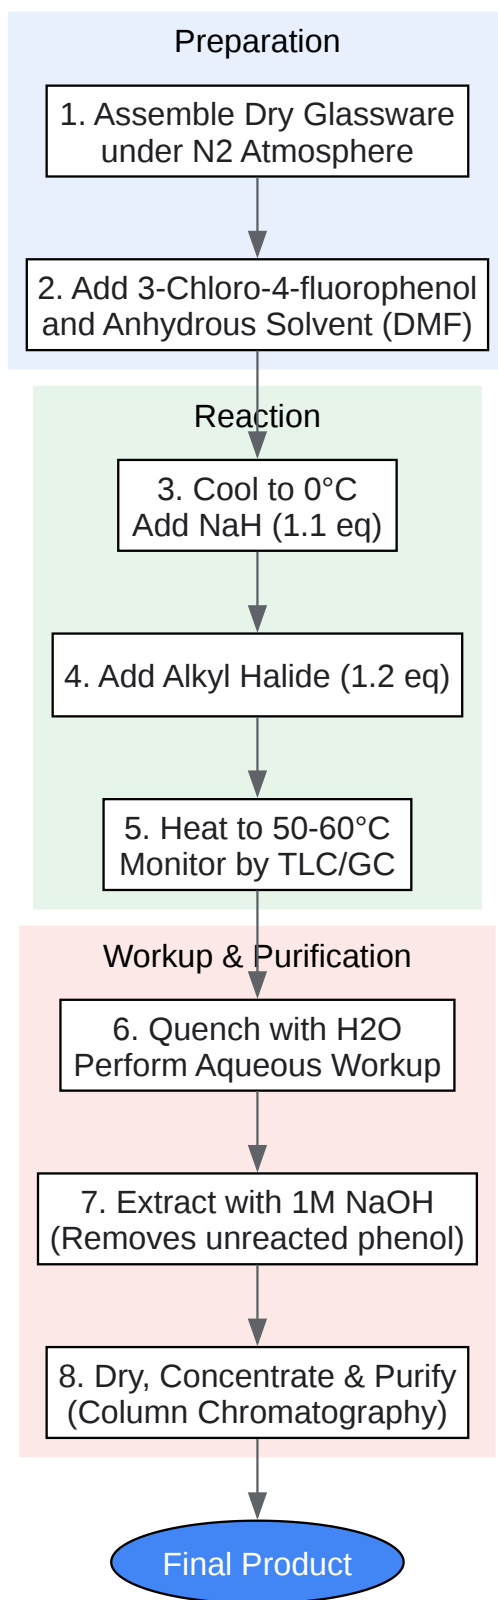 Preparation
1. Assemble Dry Glassware
under N2 Atmosphere
2. Add 3-Chloro-4-fluorophenol
and Anhydrous Solvent (DMF)
Reaction
3. Cool to 0°C
Add NaH (1.1 eq)
4. Add Alkyl Halide (1.2 eq)
5. Heat to 50-60°C
Monitor by TLC/GC
Workup & Purification
6. Quench with H2O
Perform Aqueous Workup
7. Extract with 1M NaOH
(Removes unreacted phenol)
8. Dry, Concentrate & Purify
(Column Chromatography)
Final Product